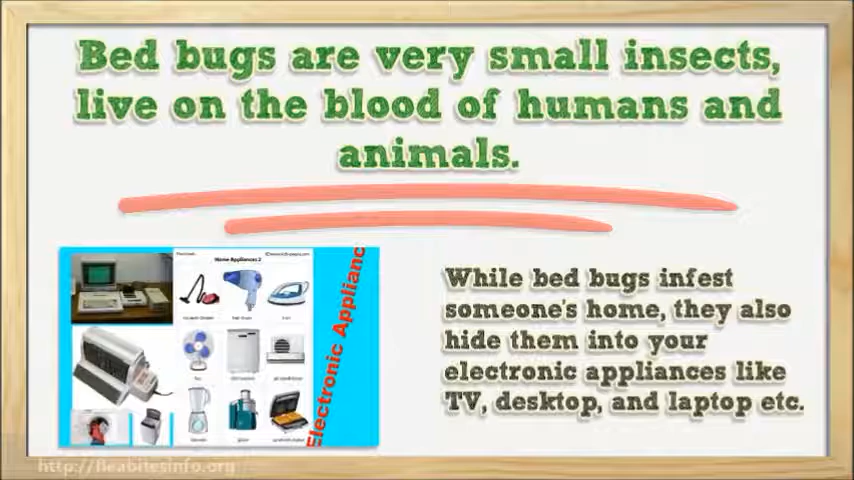 Bed bugs are very small insects,
live on the blood of humans and
animals.
Home Appliances 2
Electronic Applianc
While bed bugs infest
someone's home, they also
hide them into your
electronic appliances like
TV, desktop, and laptop etc.
http://fleabitesinfo.org